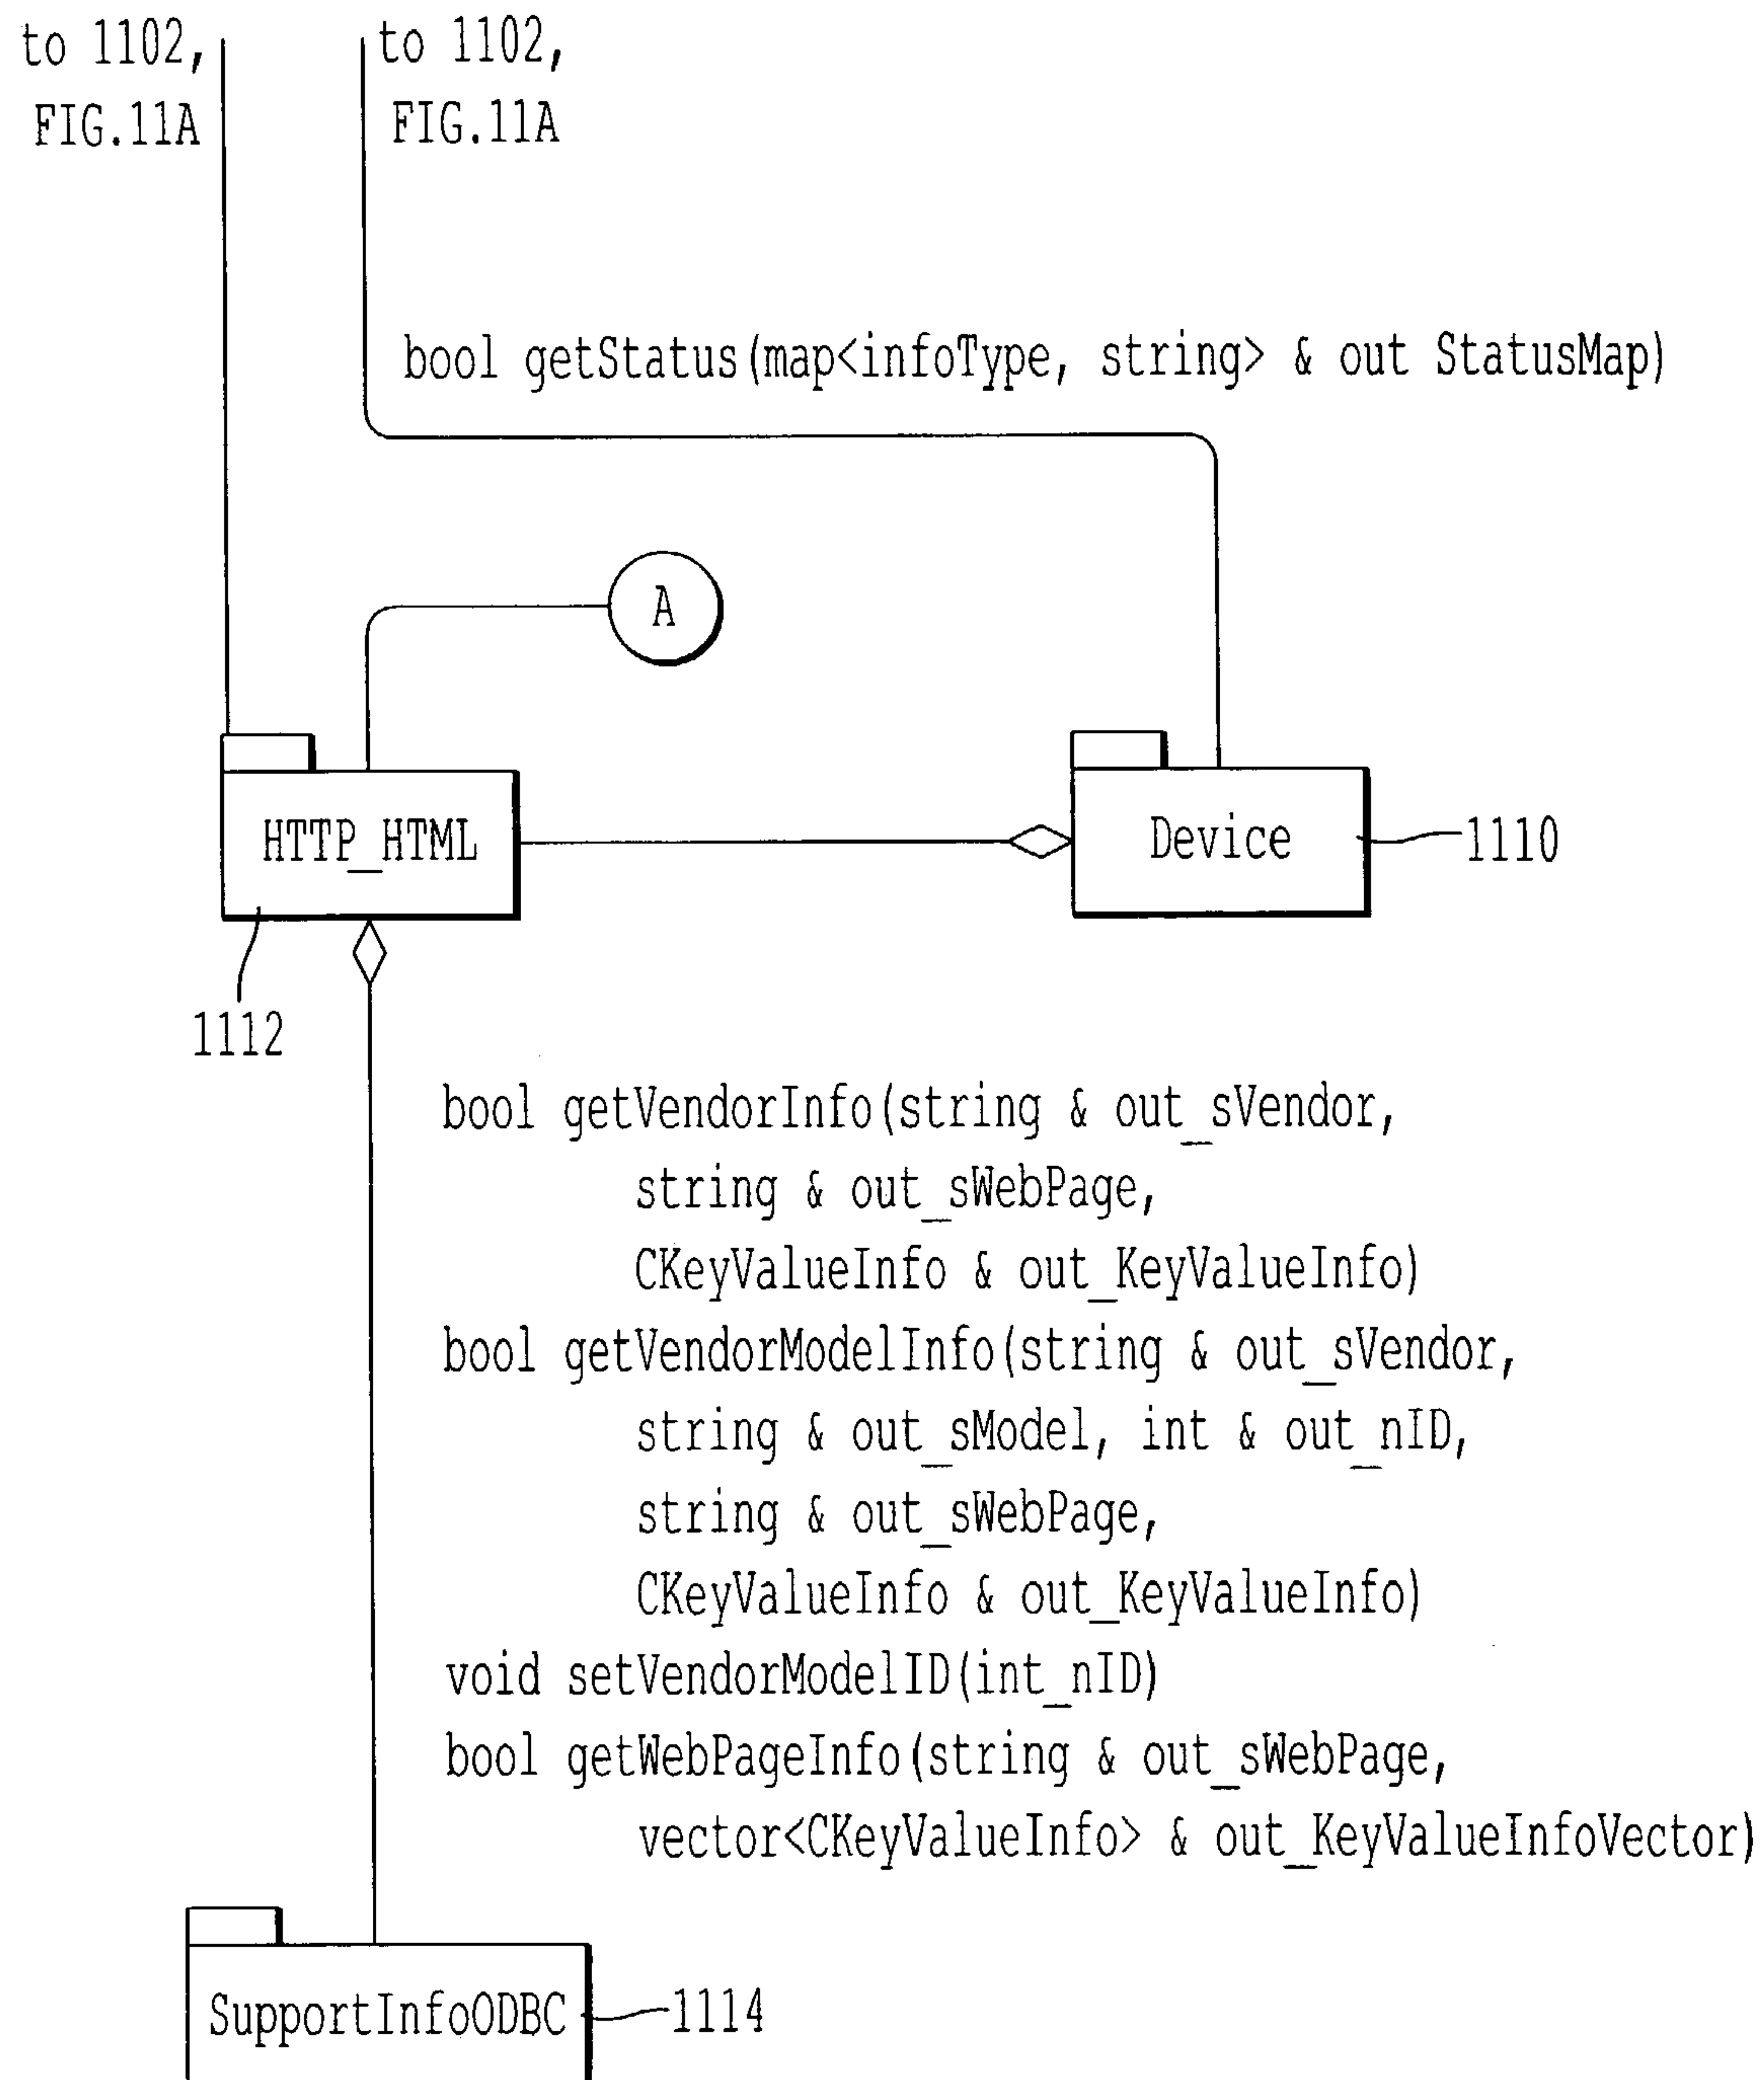 to 1102,
FIG.11A
to 1102,
FIG.11A
bool getStatus(map<infoType, string> & out StatusMap)
A
HTTP_HTML
Device
1110
1112
bool getVendorInfo(string & out_sVendor,
string & out_sWebPage,
CKeyValueInfo & out_KeyValueInfo)
bool getVendorModelInfo(string & out_sVendor,
string & out_sModel, int & out_nID,
string & out_sWebPage,
CKeyValueInfo & out_KeyValueInfo)
void setVendorModelID(int_nID)
bool getWebPageInfo(string & out_sWebPage,
vector<CKeyValueInfo> & out_KeyValueInfoVector)
SupportInfoODBC
1114